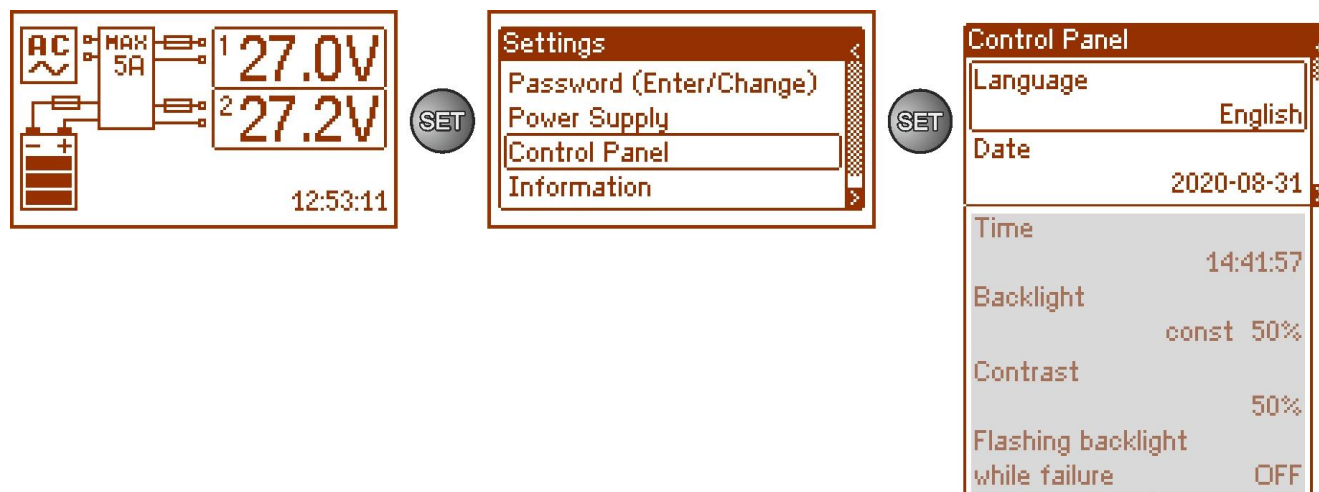 AC
MAX
5A
1 27.0V
2 27.2V
- +
12:53:11
SET
Settings
Password (Enter/Change)
Power Supply
Control Panel
Information
SET
Control Panel
Language
English
Date
2020-08-31
Time
14:41:57
Backlight
const 50%
Contrast
50%
Flashing backlight
while failure OFF